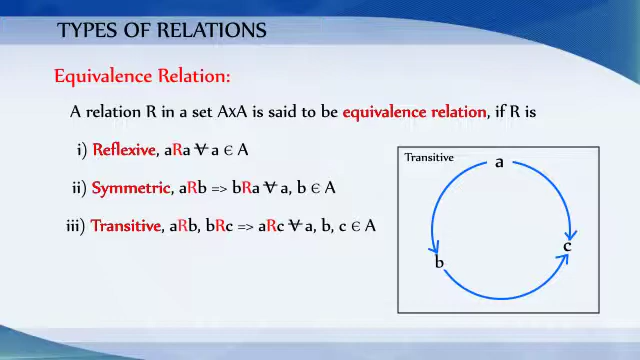 TYPES OF RELATIONS
Equivalence Relation:
A relation R in a set AxA is said to be equivalence relation, if R is
i) Reflexive, aRa ∀ a ∈ A
ii) Symmetric, aRb => bRa ∀ a, b ∈ A
iii) Transitive, aRb, bRc => aRc ∀ a, b, c ∈ A
Transitive
a
c
b